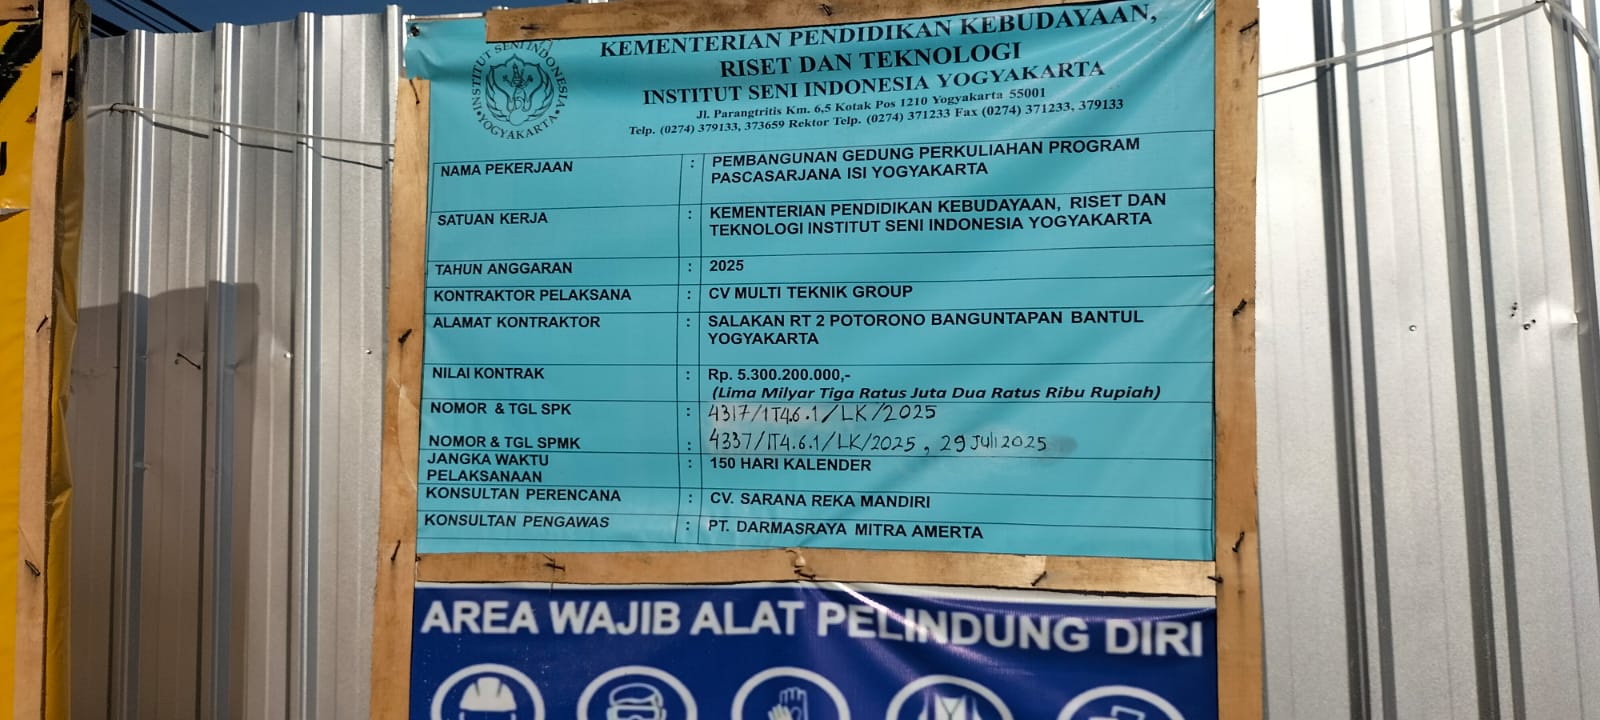 INSTITUT SENI INDONESIA
YOGYAKARTA
KEMENTERIAN PENDIDIKAN KEBUDAYAAN,
RISET DAN TEKNOLOGI
INSTITUT SENI INDONESIA YOGYAKARTA
Jl. Parangtritis Km. 6,5 Kotak Pos 1210 Yogyakarta 55001
Telp. (0274) 379133, 373659 Rektor Telp. (0274) 371233 Fax (0274) 371233, 379133
NAMA PEKERJAAN : PEMBANGUNAN GEDUNG PERKULIAHAN PROGRAM
PASCASARJANA ISI YOGYAKARTA
SATUAN KERJA : KEMENTERIAN PENDIDIKAN KEBUDAYAAN, RISET DAN
TEKNOLOGI INSTITUT SENI INDONESIA YOGYAKARTA
TAHUN ANGGARAN : 2025
KONTRAKTOR PELAKSANA : CV MULTI TEKNIK GROUP
ALAMAT KONTRAKTOR : SALAKAN RT 2 POTORONO BANGUNTAPAN BANTUL
YOGYAKARTA
NILAI KONTRAK : Rp. 5.300.200.000,-
(Lima Milyar Tiga Ratus Juta Dua Ratus Ribu Rupiah)
NOMOR & TGL SPK : 4317/IT4.6.1/LK/2025
NOMOR & TGL SPMK : 4337/IT4.6.1/LK/2025, 29 Juli 2025
JANGKA WAKTU : 150 HARI KALENDER
PELAKSANAAN
KONSULTAN PERENCANA : CV. SARANA REKA MANDIRI
KONSULTAN PENGAWAS : PT. DARMASRAYA MITRA AMERTA
AREA WAJIB ALAT PELINDUNG DIRI